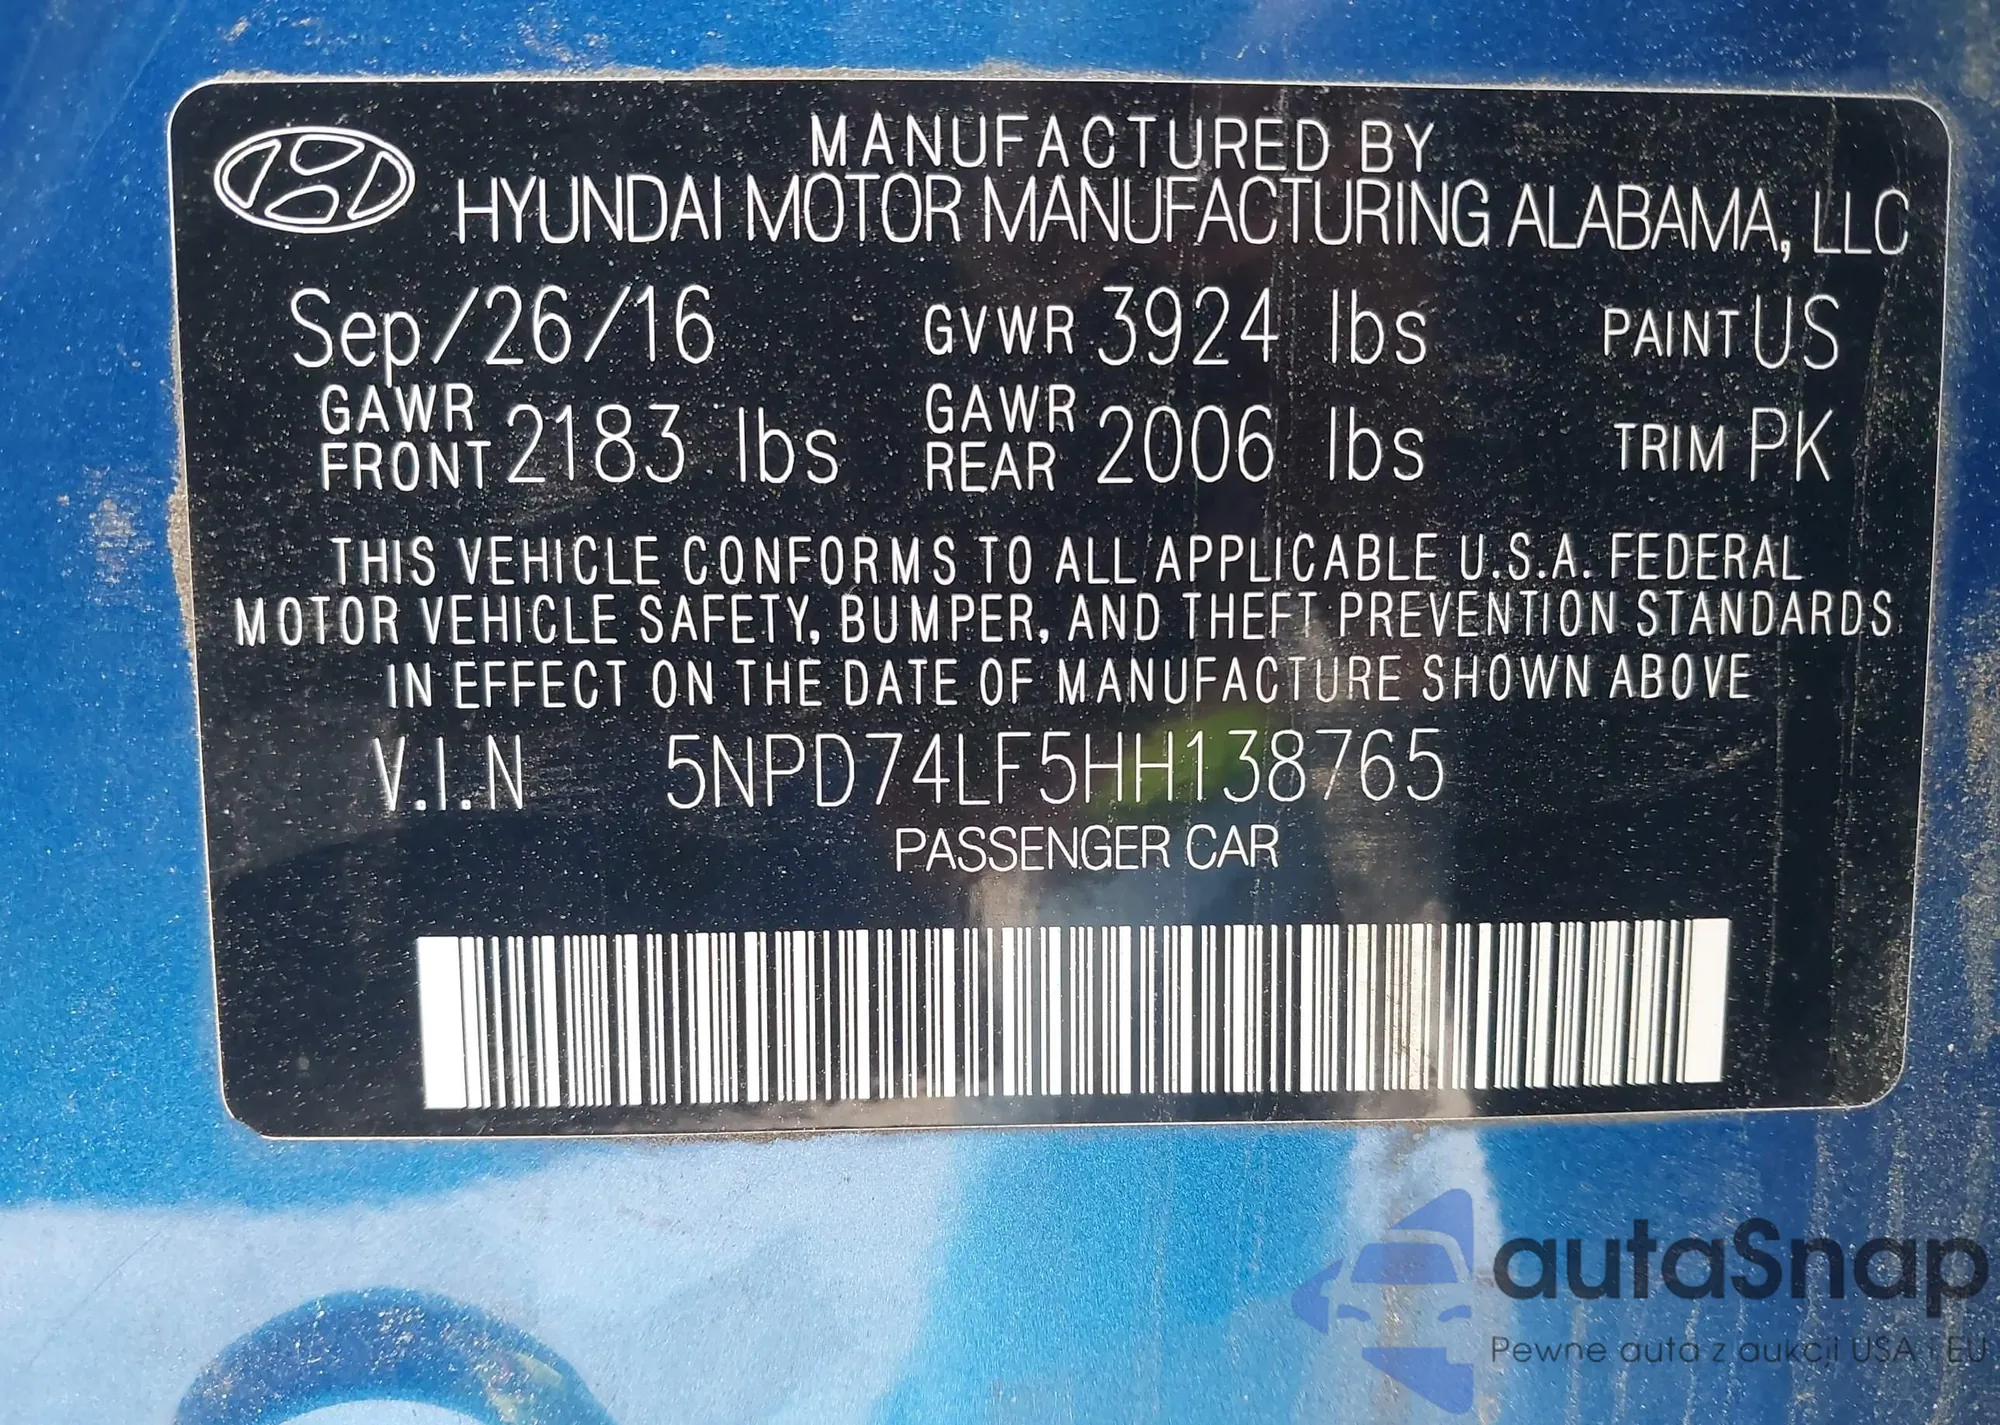 MANUFACTURED BY
HYUNDAI MOTOR MANUFACTURING ALABAMA, LLC
Sep/26/16 GVWR 3924 lbs PAINT US
GAWR FRONT 2183 lbs GAWR REAR 2006 lbs TRIM PK
THIS VEHICLE CONFORMS TO ALL APPLICABLE U.S.A. FEDERAL
MOTOR VEHICLE SAFETY, BUMPER, AND THEFT PREVENTION STANDARDS
IN EFFECT ON THE DATE OF MANUFACTURE SHOWN ABOVE
V.I.N 5NPD74LF5HH138765
PASSENGER CAR
autaSnap
Pewne auta z aukcji USA i EU